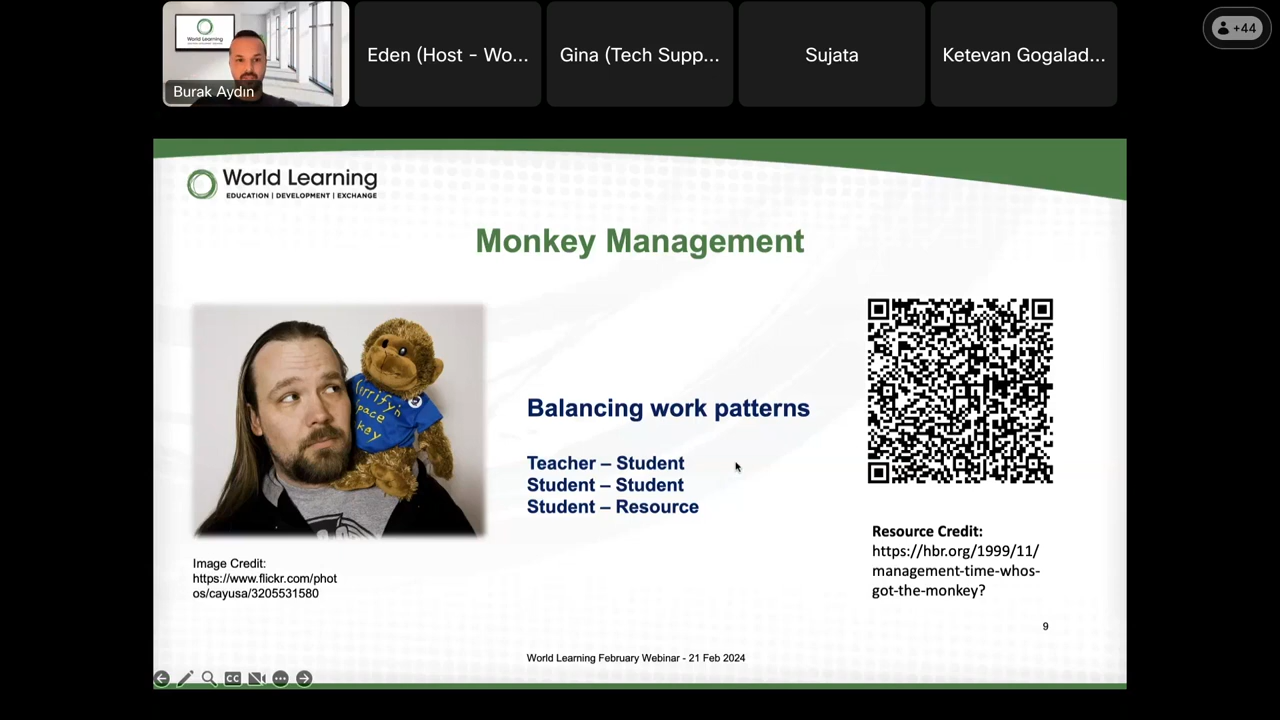 World Learning
Burak Aydın
Eden (Host - Wo...
Gina (Tech Supp...
Sujata
Ketevan Gogalad...
+44
World Learning
EDUCATION | DEVELOPMENT | EXCHANGE
Monkey Management
Balancing work patterns
Teacher – Student
Student – Student
Student – Resource
Image Credit:
https://www.flickr.com/phot
os/cayusa/3205531580
Resource Credit:
https://hbr.org/1999/11/
management-time-whos-
got-the-monkey?
9
World Learning February Webinar - 21 Feb 2024
CC